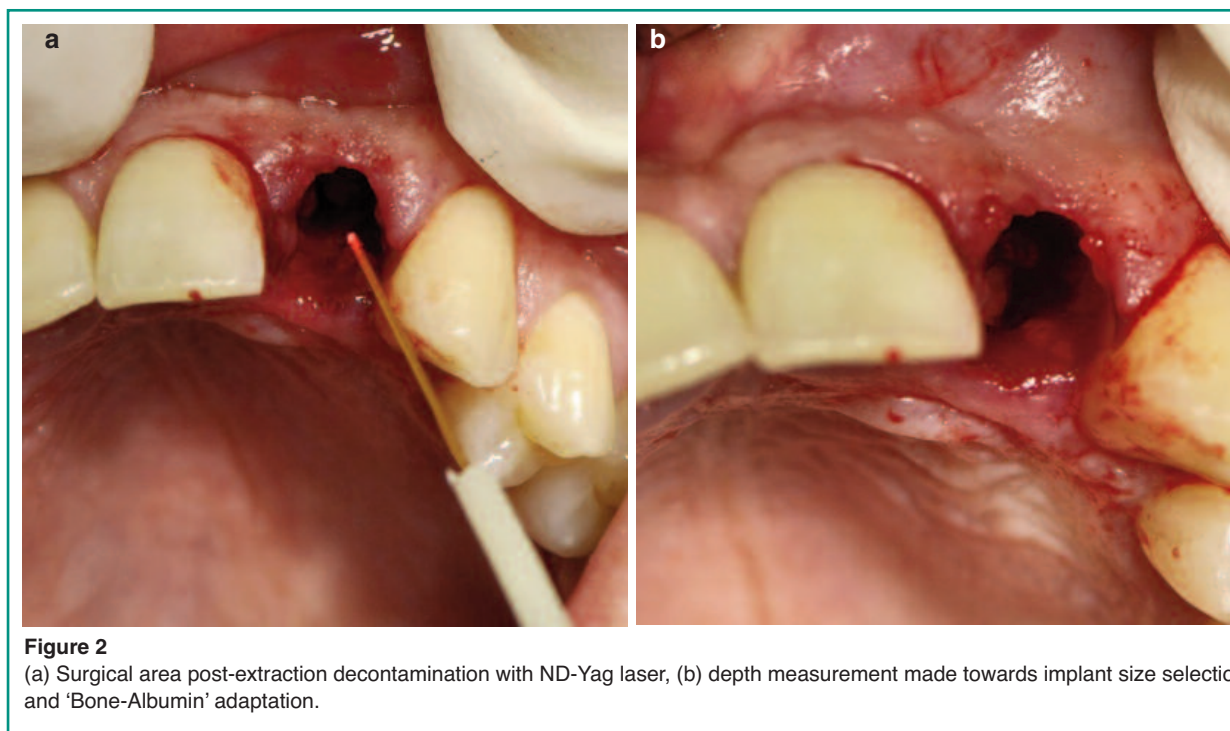 a
b
Figure 2
(a) Surgical area post-extraction decontamination with ND-Yag laser, (b) depth measurement made towards implant size selectio
and ‘Bone-Albumin’ adaptation.